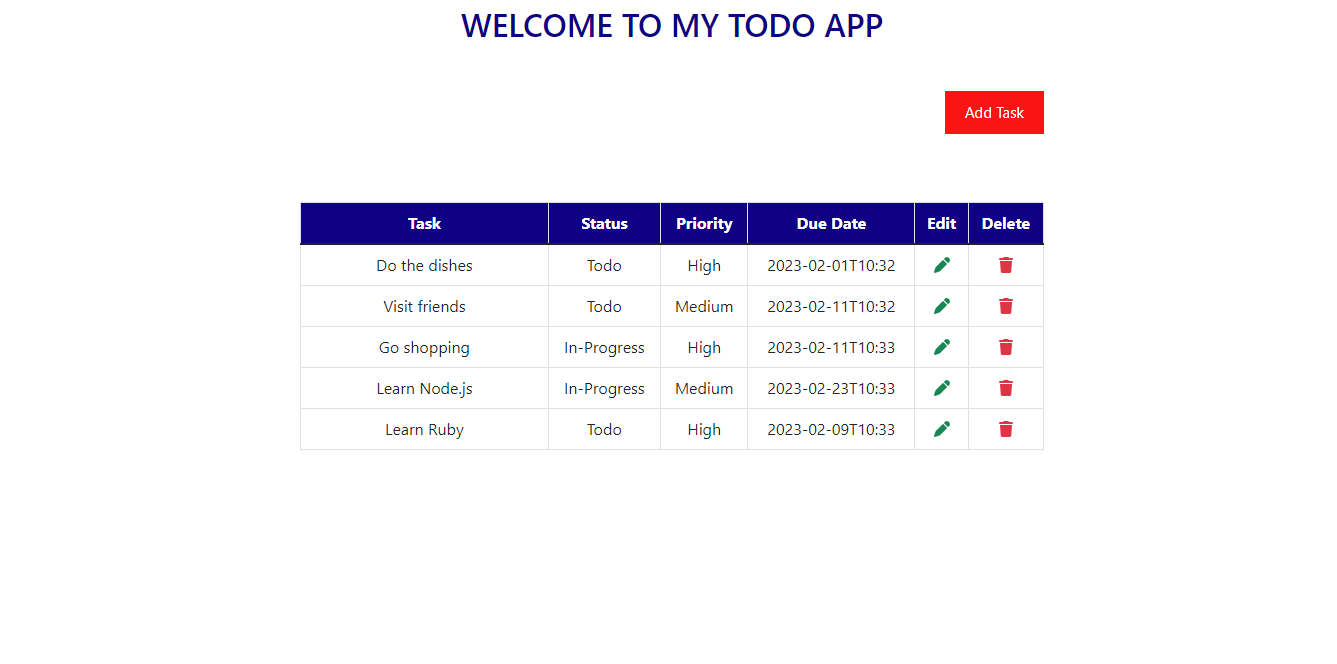 WELCOME TO MY TODO APP
Add Task
Task Status Priority Due Date Edit Delete
Do the dishes Todo High 2023-02-01T10:32
Visit friends Todo Medium 2023-02-11T10:32
Go shopping In-Progress High 2023-02-11T10:33
Learn Node.js In-Progress Medium 2023-02-23T10:33
Learn Ruby Todo High 2023-02-09T10:33